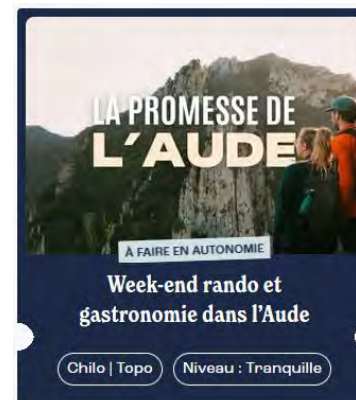 LA PROMESSE DE
L'AUDE
À FAIRE EN AUTONOMIE
Week-end rando et
gastronomie dans l'Aude
Chilo | Topo
Niveau : Tranquille